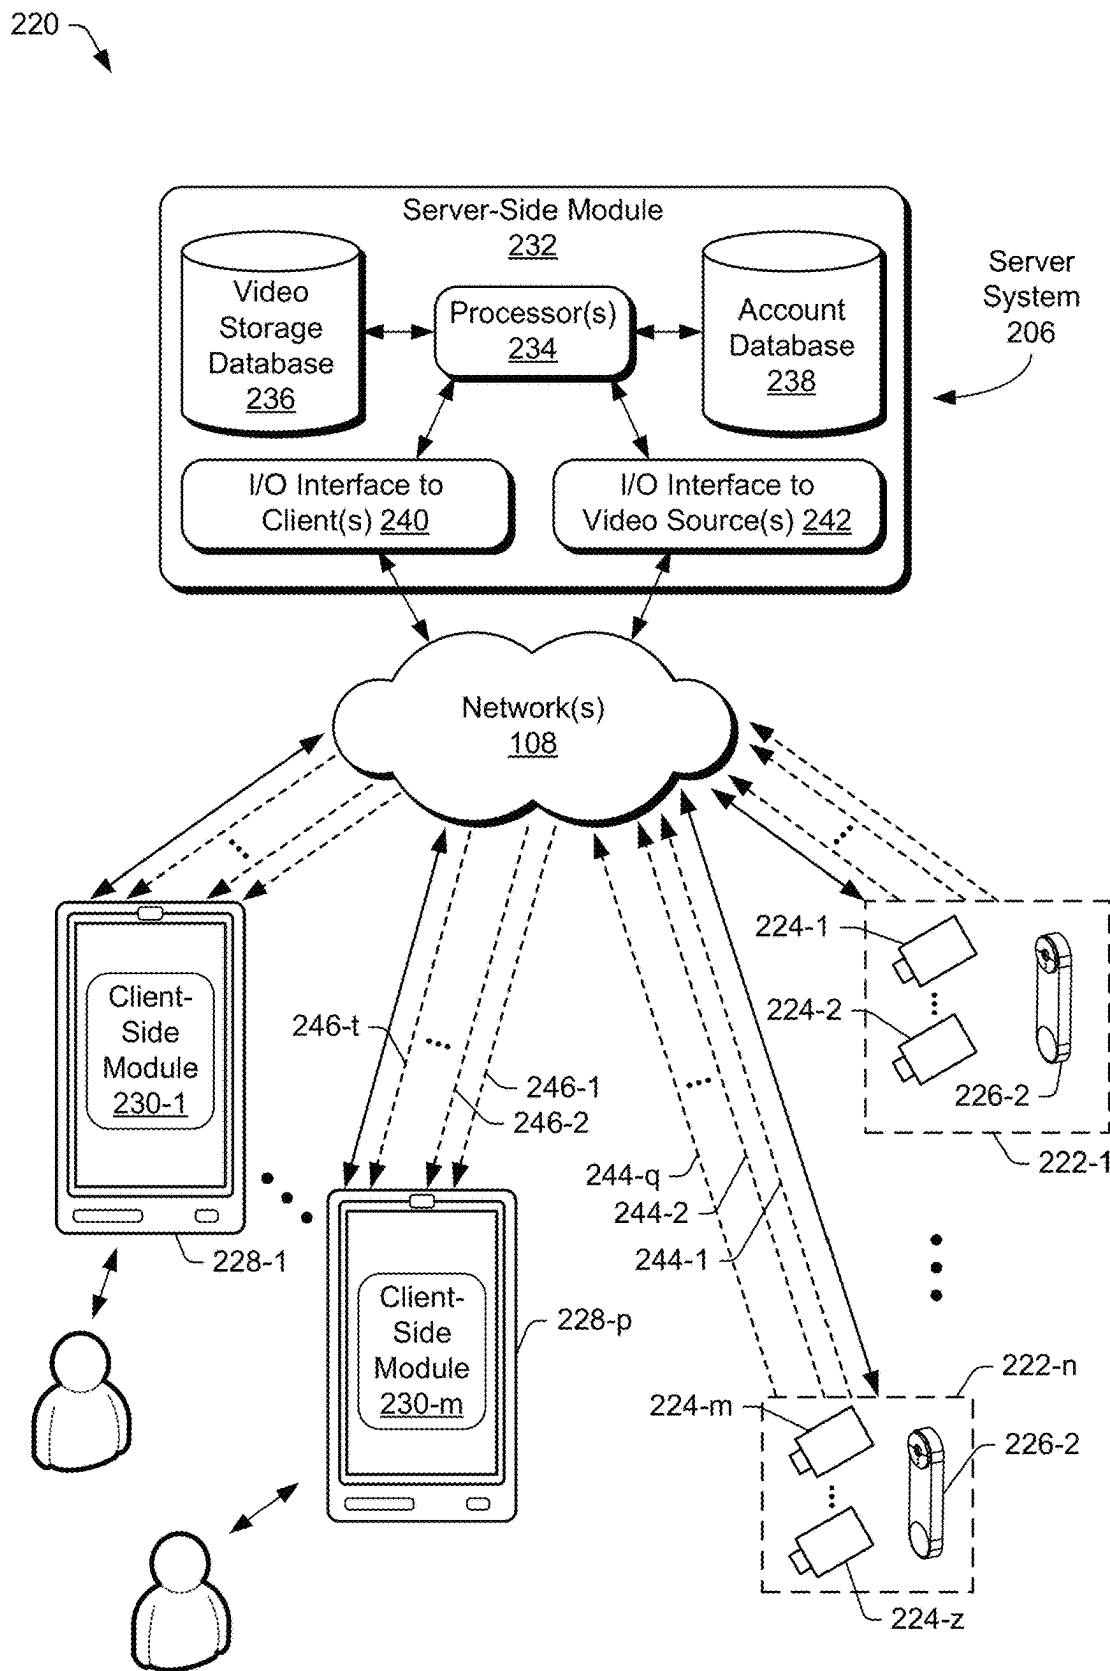 220
Server-Side Module
232
Video
Storage
Database
236
Processor(s)
234
Account
Database
238
Server
System
206
I/O Interface to
Client(s) 240
I/O Interface to
Video Source(s) 242
Network(s)
108
Client-
Side
Module
230-1
228-1
246-t
246-1
246-2
Client-
Side
Module
230-m
228-p
244-q
244-2
244-1
224-1
224-2
226-2
222-1
222-n
224-m
226-2
224-z